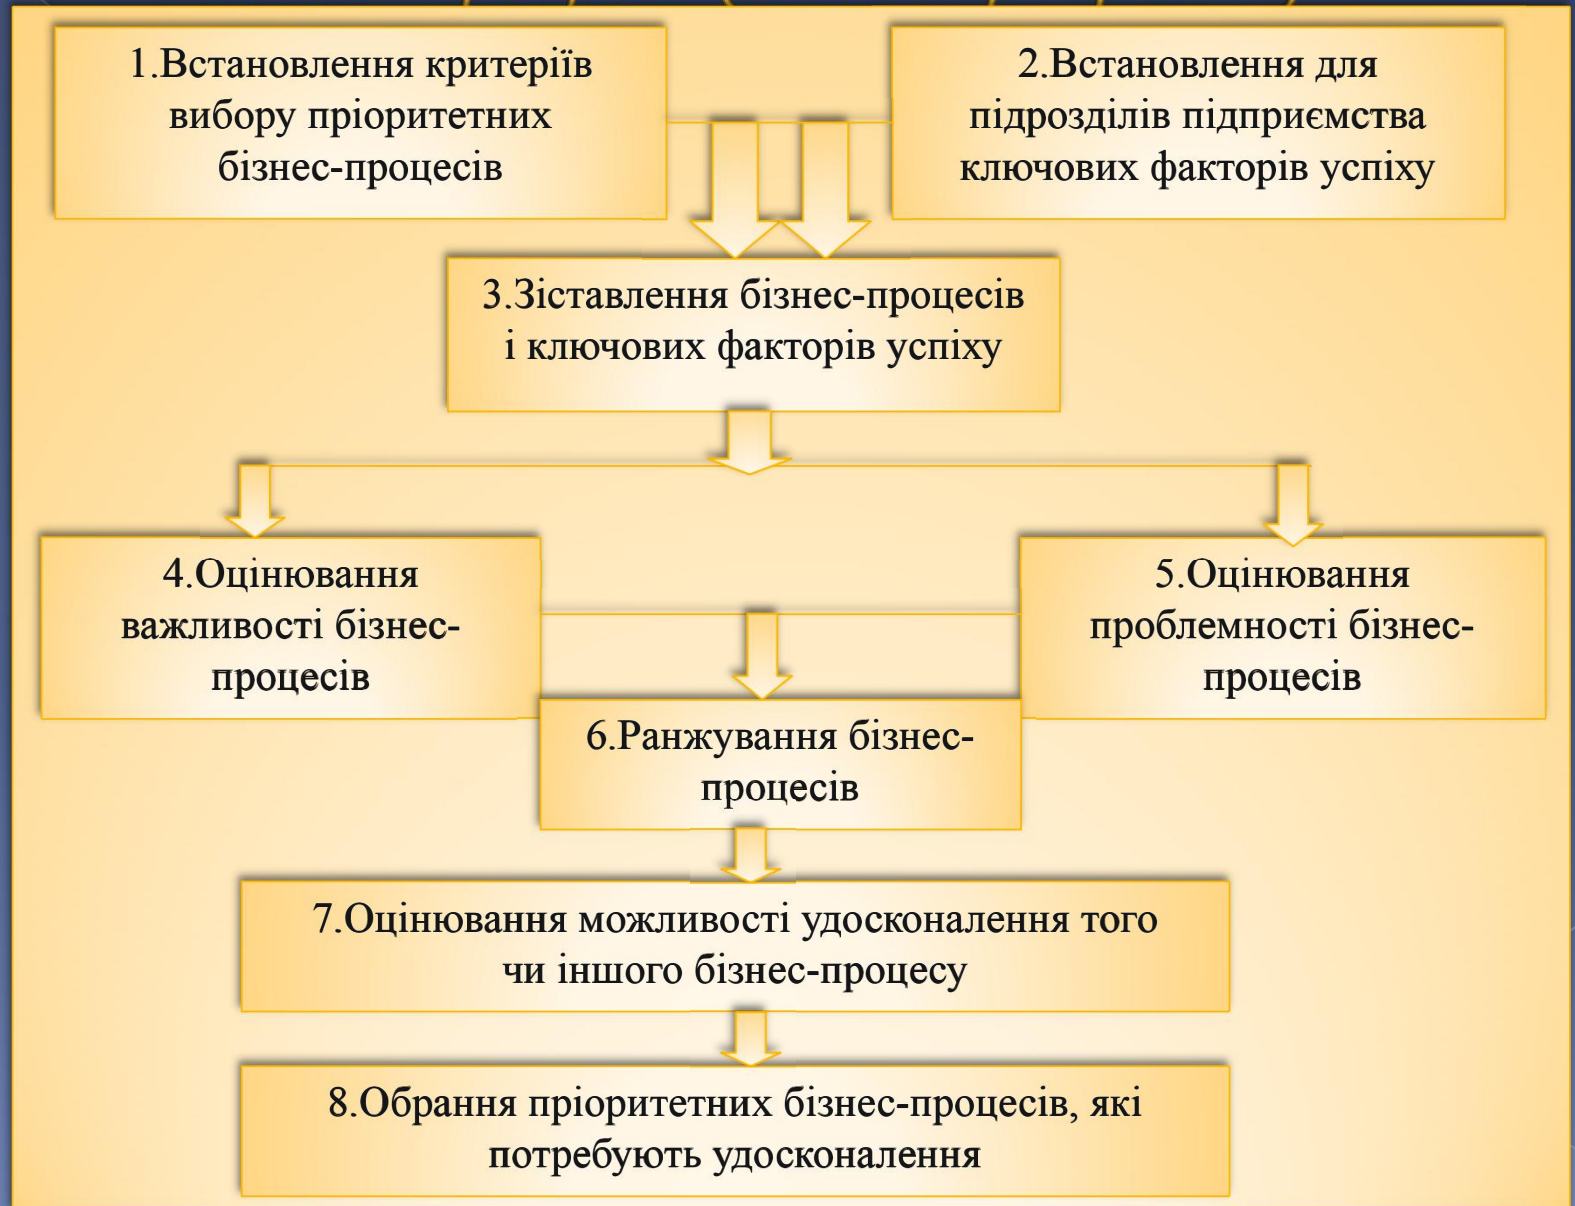 1.Встановлення критеріїв
вибору пріоритетних
бізнес-процесів
2.Встановлення для
підрозділів підприємства
ключових факторів успіху
3.Зіставлення бізнес-процесів
і ключових факторів успіху
4.Оцінювання
важливості бізнес-
процесів
5.Оцінювання
проблемності бізнес-
процесів
6.Ранжування бізнес-
процесів
7.Оцінювання можливості удосконалення того
чи іншого бізнес-процесу
8.Обрання пріоритетних бізнес-процесів, які
потребують удосконалення